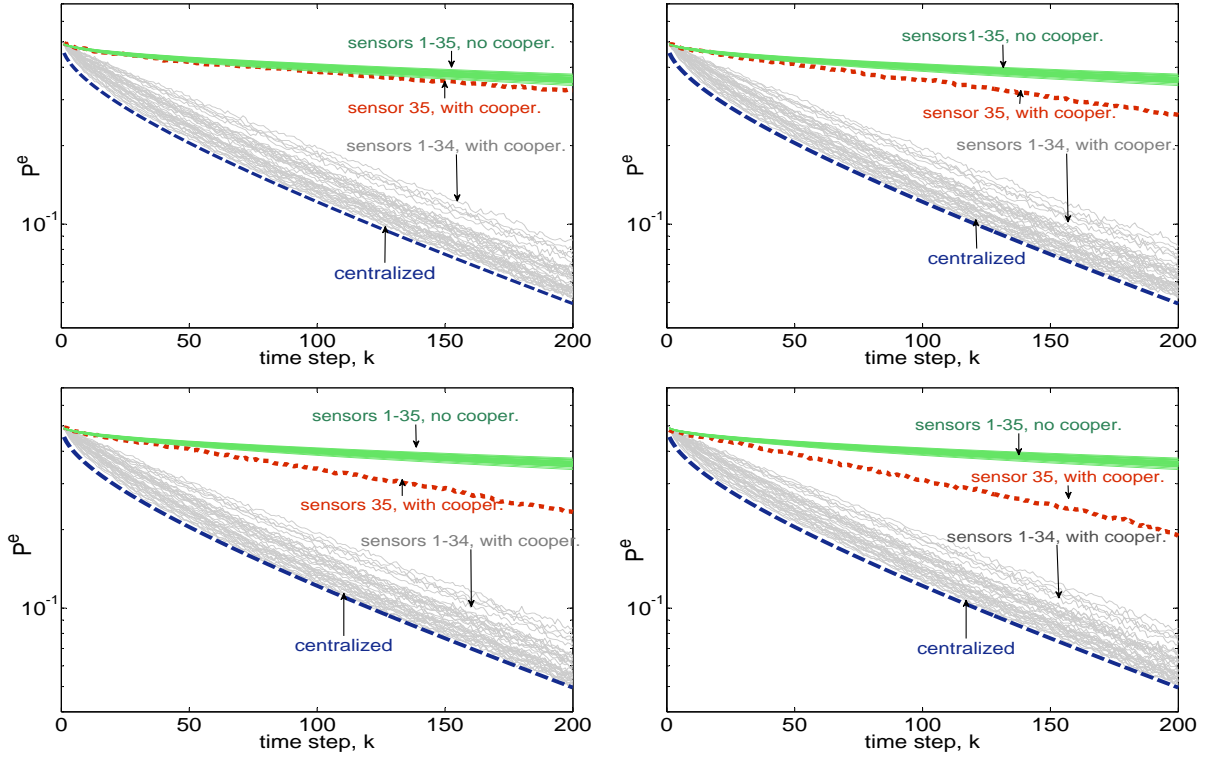 sensors 1-35, no cooper.
sensor 35, with cooper.
sensors 1-34, with cooper.
centralized
P^e
10^-1
0 50 100 150 200
time step, k
sensors1-35, no cooper.
sensor 35, with cooper.
sensors 1-34, with cooper.
centralized
P^e
10^-1
0 50 100 150 200
time step, k
sensors 1-35, no cooper.
sensors 35, with cooper.
sensors 1-34, with cooper.
centralized
P^e
10^-1
0 50 100 150 200
time step, k
sensors 1-35, no cooper.
sensor 35, with cooper.
sensors 1-34, with cooper.
centralized
P^e
10^-1
0 50 100 150 200
time step, k